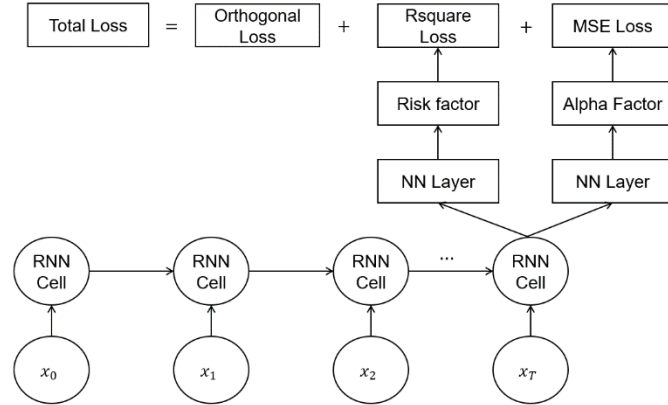 Total Loss = Orthogonal Loss + Rsquare Loss + MSE Loss
Risk factor
Alpha Factor
NN Layer
NN Layer
RNN Cell
RNN Cell
RNN Cell
...
RNN Cell
x₀
x₁
x₂
x_T